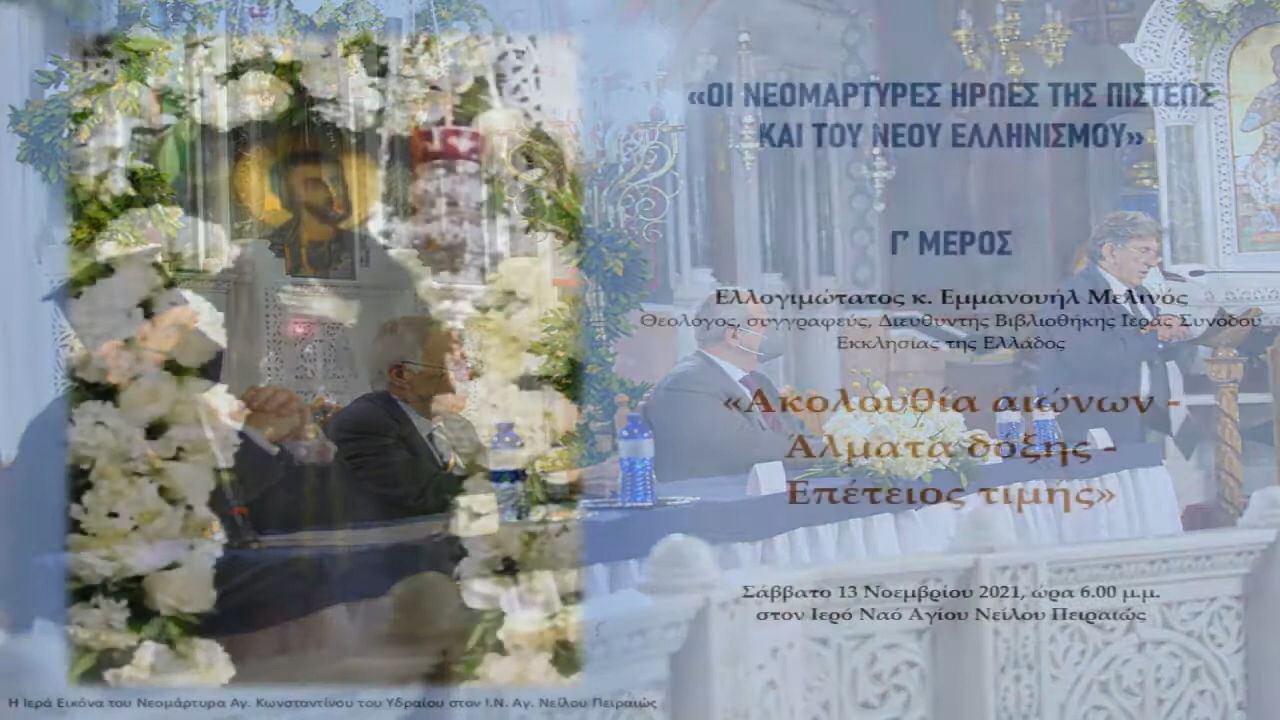 «ΟΙ ΝΕΟΜΑΡΤΥΡΕΣ ΗΡΩΕΣ ΤΗΣ ΠΙΣΤΕΩΣ
ΚΑΙ ΤΟΥ ΝΕΟΥ ΕΛΛΗΝΙΣΜΟΥ»
Γ' ΜΕΡΟΣ
Ελλογιμώτατος κ. Εμμανουήλ Μελινός
Θεολόγος, συγγραφεύς, Διευθυντής Βιβλιοθήκης Ιεράς Συνόδου
Εκκλησίας της Ελλάδος
«Ακολουθία αιώνων -
Άλματα δόξης -
Επέτειος τιμής»
Σάββατο 13 Νοεμβρίου 2021, ώρα 6.00 μ.μ.
στον Ιερό Ναό Αγίου Νείλου Πειραιώς
Η Ιερά Εικόνα του Νεομάρτυρα Αγ. Κωνσταντίνου του Υδραίου στον Ι.Ν. Αγ. Νείλου Πειραιώς